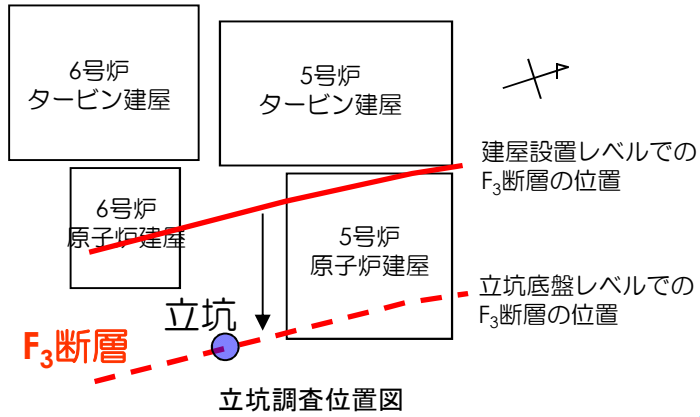 6号炉
タービン建屋
5号炉
タービン建屋
建屋設置レベルでの
F₃断層の位置
6号炉
原子炉建屋
5号炉
原子炉建屋
立坑底盤レベルでの
F₃断層の位置
立坑
F₃断層
立坑調査位置図